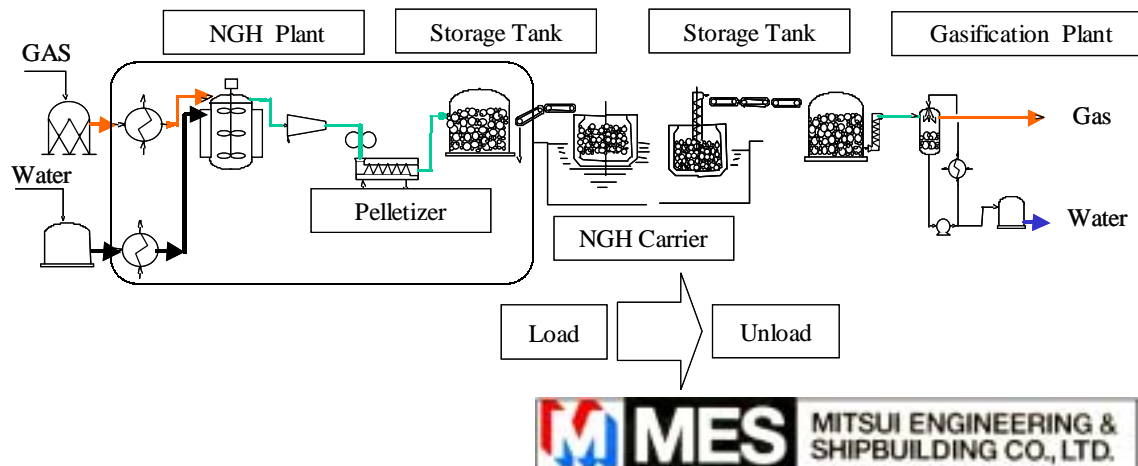 NGH Plant
Storage Tank
Storage Tank
Gasification Plant
GAS
Gas
Water
Pelletizer
Water
NGH Carrier
Load
Unload
M MES MITSUI ENGINEERING &
SHIPBUILDING CO., LTD.